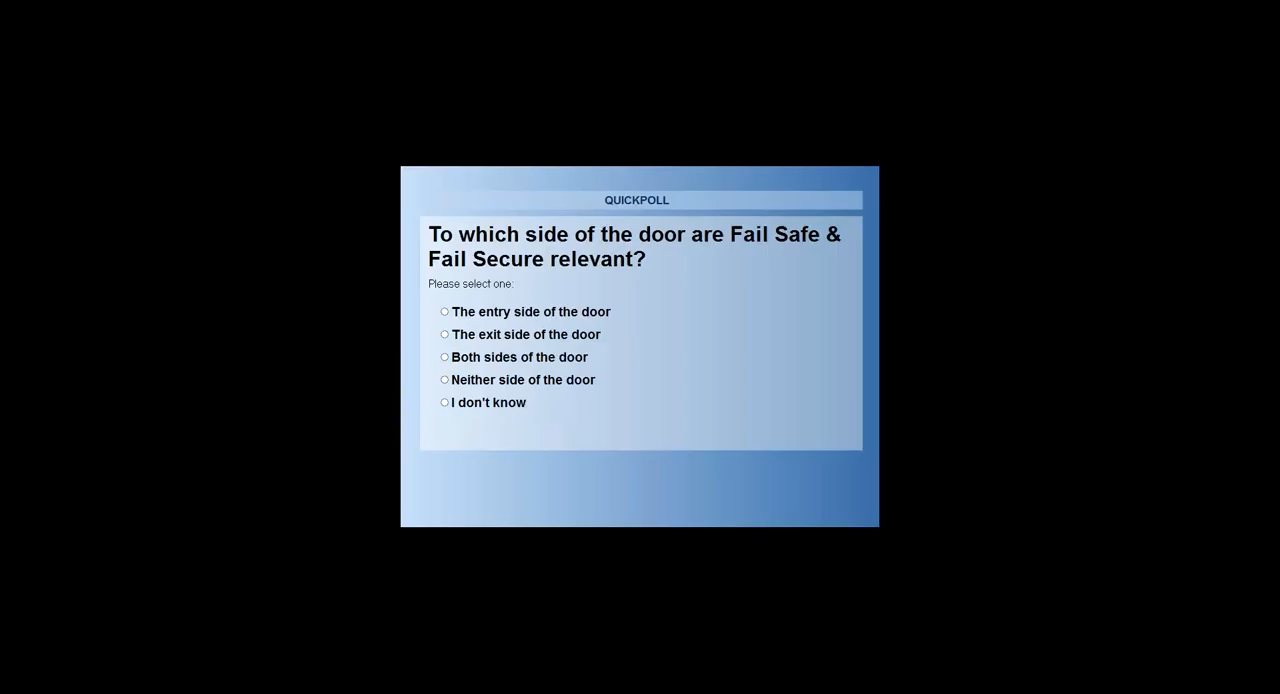 QUICKPOLL
To which side of the door are Fail Safe &
Fail Secure relevant?
Please select one:
The entry side of the door
The exit side of the door
Both sides of the door
Neither side of the door
I don't know